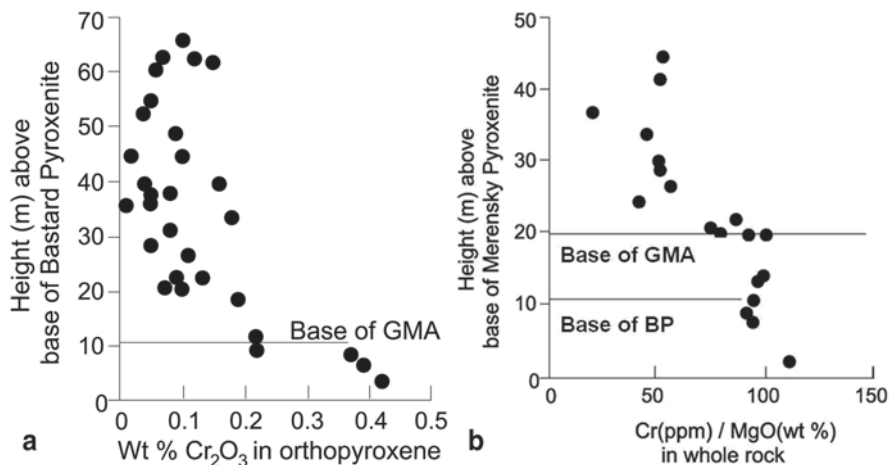 Height (m) above
base of Bastard Pyroxenite
70
60
50
40
30
20
10
0
Base of GMA
0
0.1
0.2
0.3
0.4
0.5
a
Wt % Cr₂O₃ in orthopyroxene
Height (m) above
base of Merensky Pyroxenite
50
40
30
20
10
0
Base of GMA
Base of BP
50
100
150
b
Cr(ppm) / MgO(wt %)
in whole rock